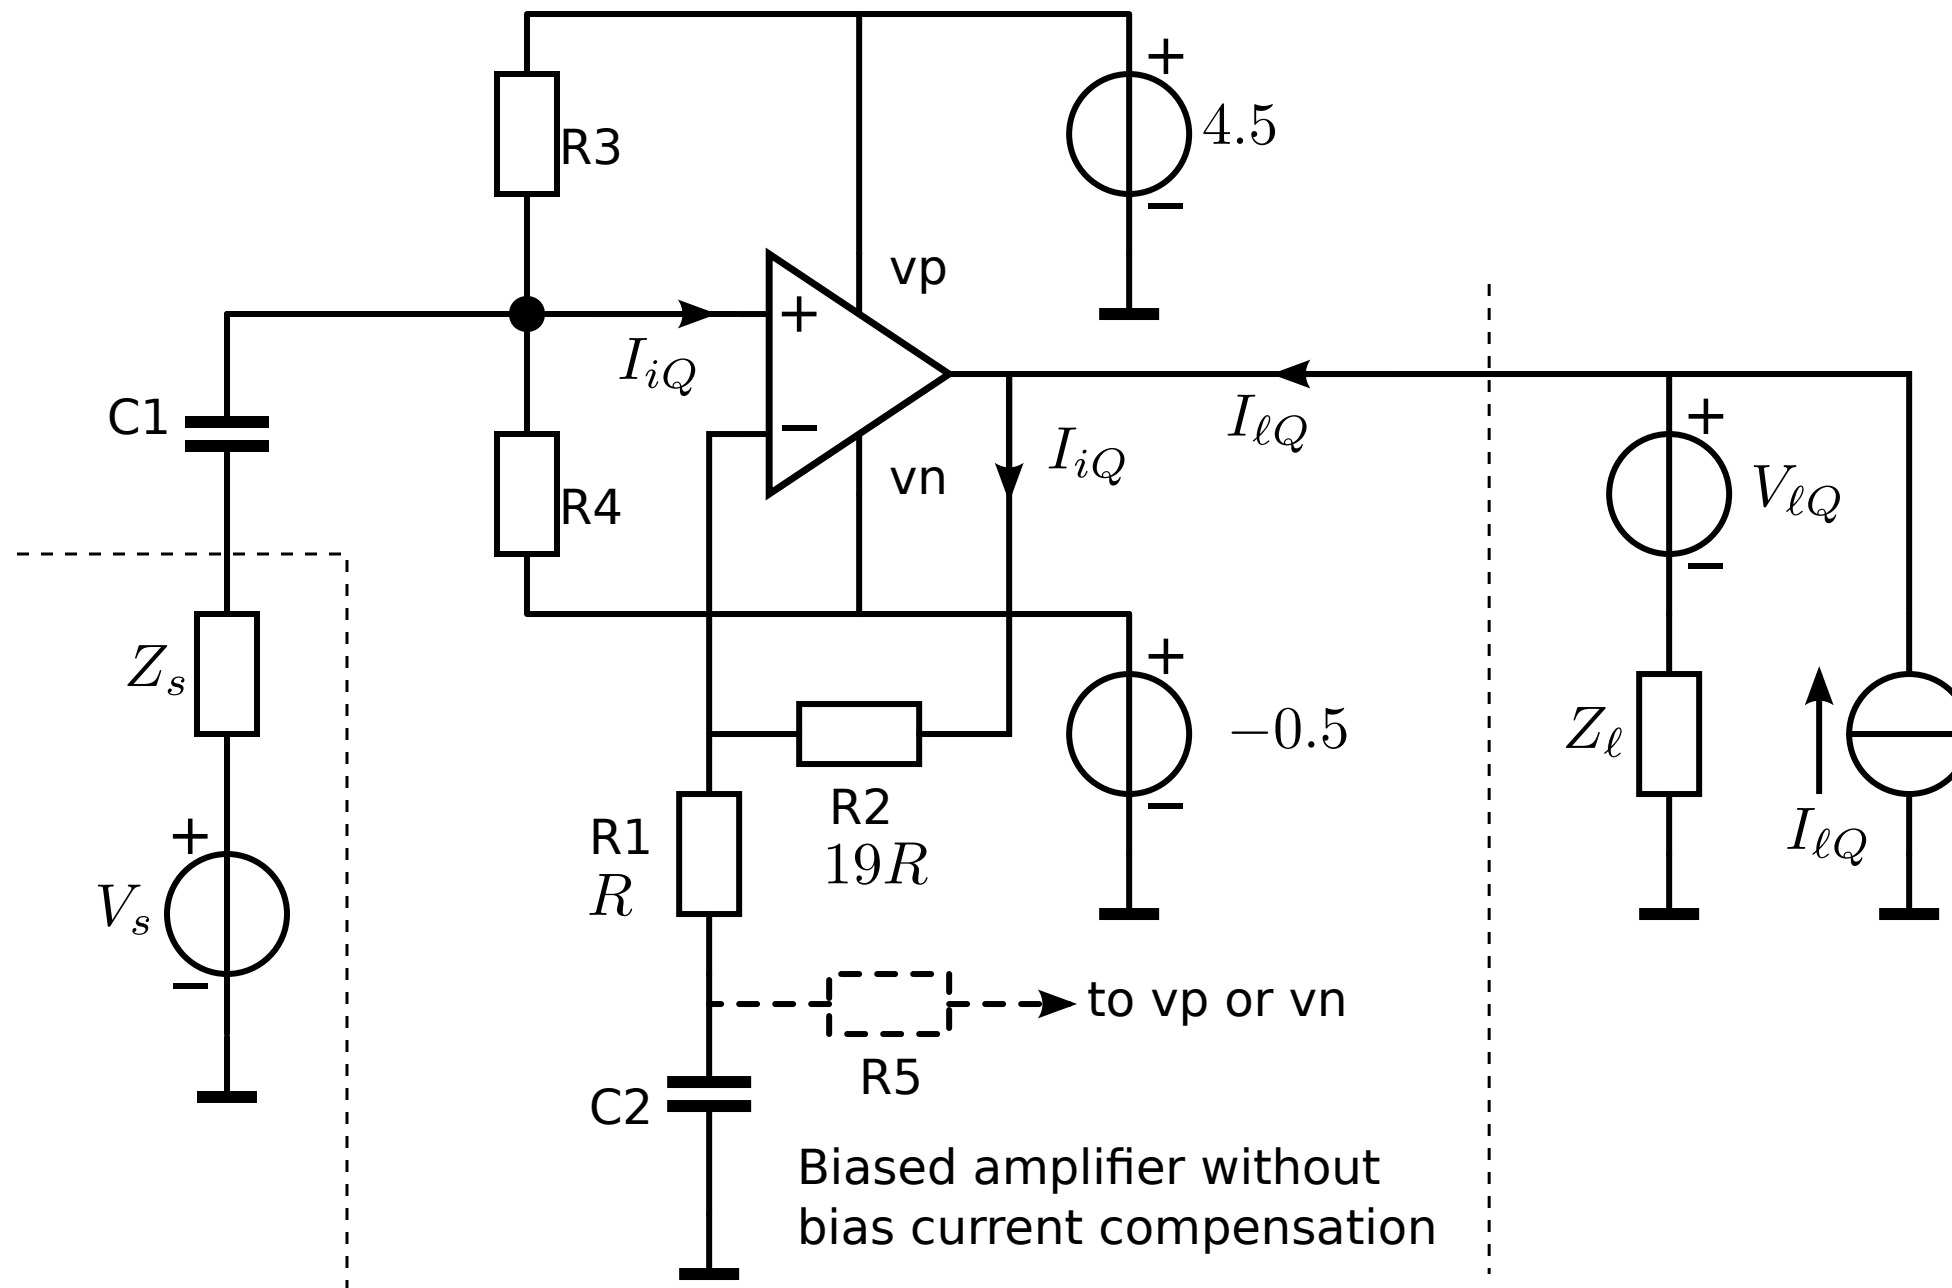 +
4.5
−
R3
vp
+
I_{iQ}
C1
−
I_{iQ}
I_{ℓQ}
+
V_{ℓQ}
−
vn
R4
Z_s
+
−0.5
−
Z_ℓ
I_{ℓQ}
R2
19R
R1
R
+
V_s
−
to vp or vn
R5
C2
Biased amplifier without
bias current compensation